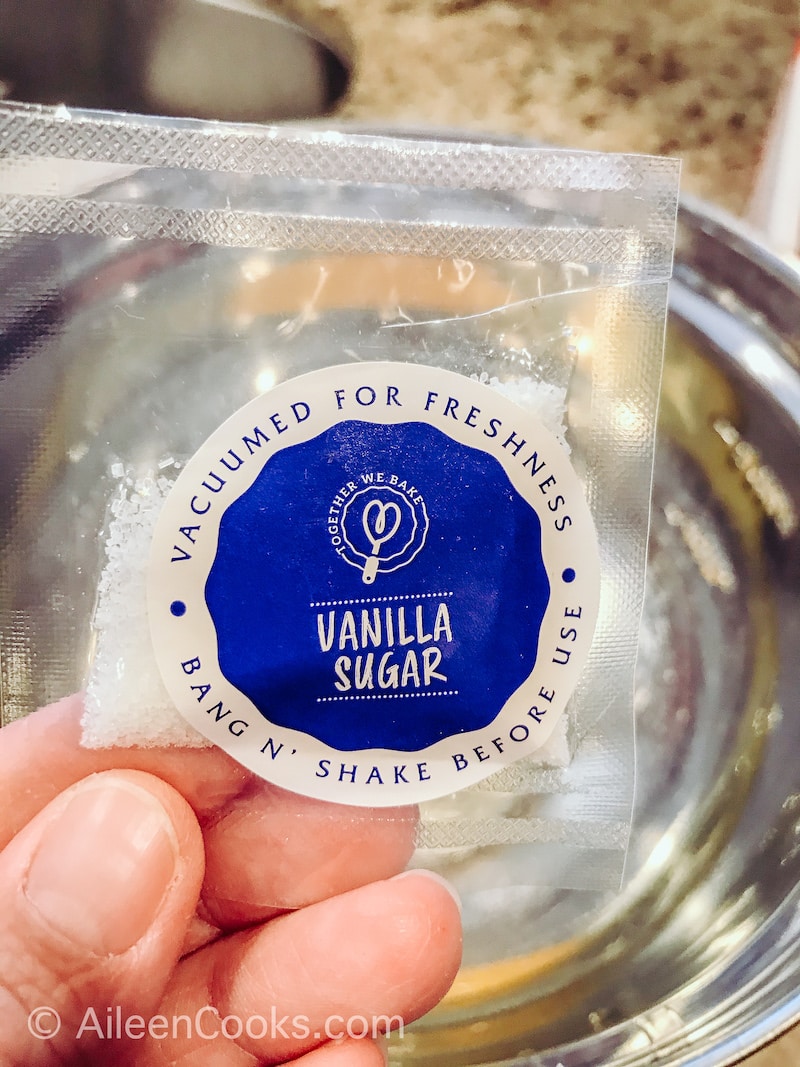 VACUUMED FOR FRESHNESS
TOGETHER WE BAKE
VANILLA
SUGAR
BANG N' SHAKE BEFORE USE
© AileenCooks.com